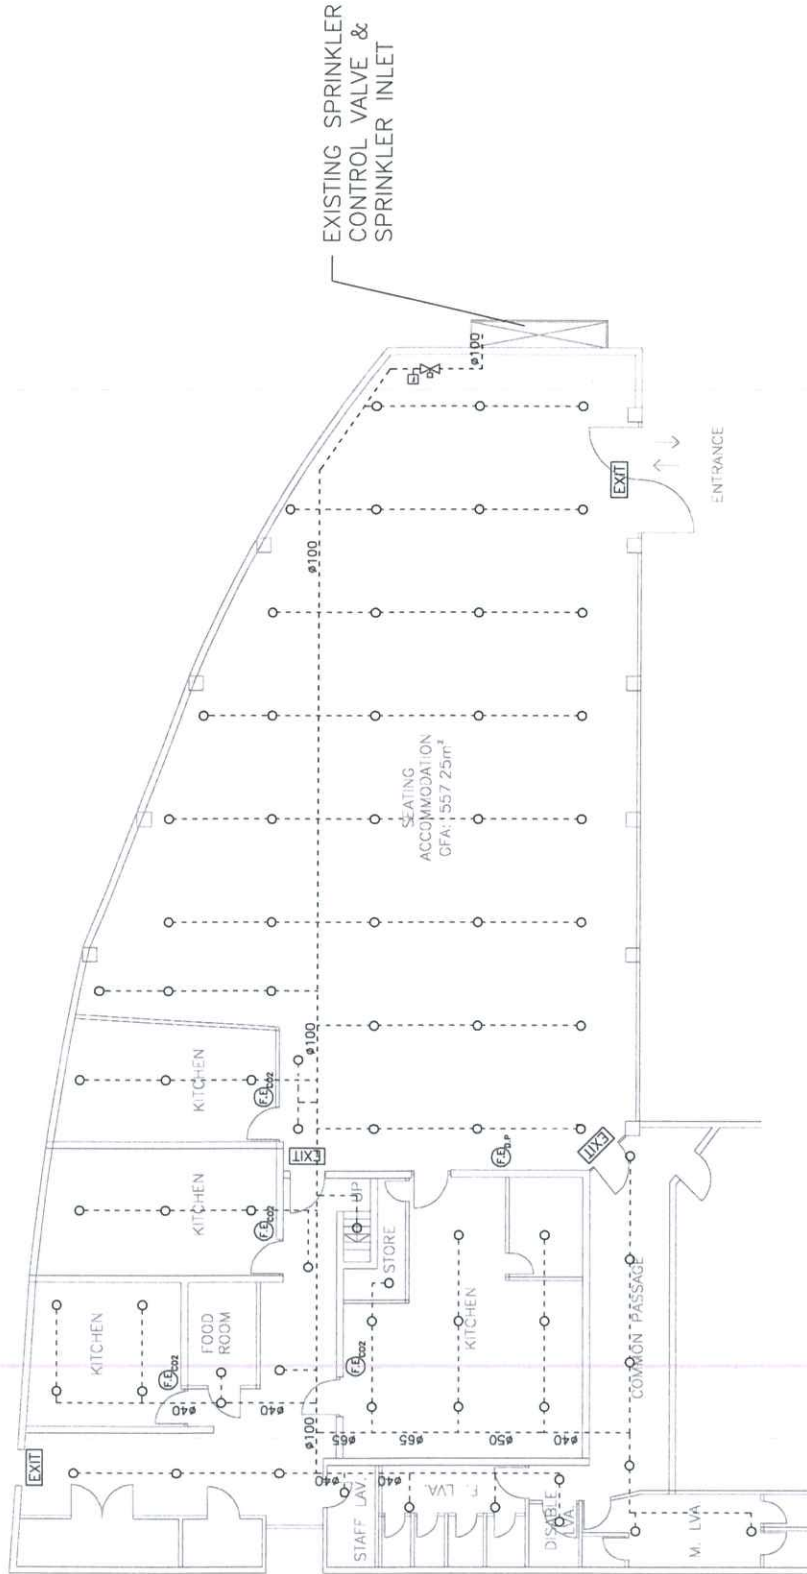 EXISTING SPRINKLER
CONTROL VALVE &
SPRINKLER INLET
ø100
ø100
EXIT
ENTRANCE
SEATING
ACCOMMODATION
GFA: 557.25m²
ø100
KITCHEN
F.E CO2
EXIT
EXIT
F.E D.P
KITCHEN
F.E CO2
UP
STORE
KITCHEN
FOOD
ROOM
F.E CO2
KITCHEN
F.E CO2
COMMON PASSAGE
ø40
ø40
ø100
ø65
ø65
ø50
ø40
EXIT
ø40
ø40
STAFF LAV.
F. LVA.
DISABLE
LVA.
M. LVA